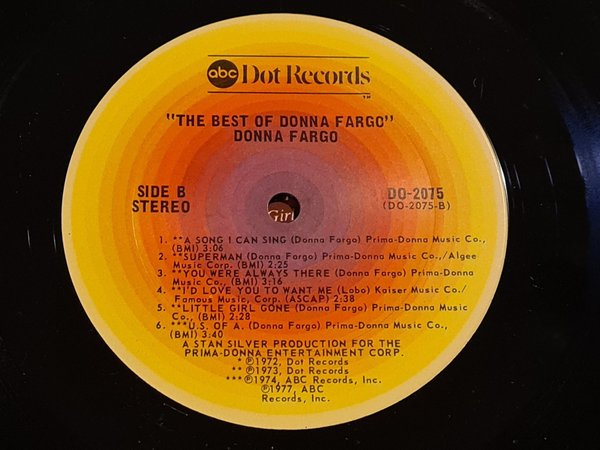 abc Dot Records
TM
"THE BEST OF DONNA FARGO"
DONNA FARGO
SIDE B
STEREO
DO-2075
(DO-2075-B)
Girl
1. **A SONG I CAN SING (Donna Fargo) Prima-Donna Music Co.,
(BMI) 3:06
2. **SUPERMAN (Donna Fargo) Prima-Donna Music Co.,/Algee
Music Corp. (BMI) 2:25
3. **YOU WERE ALWAYS THERE (Donna Fargo) Prima-Donna
Music Co., (BMI) 3:16
4. **I'D LOVE YOU TO WANT ME (Lobo) Kaiser Music Co./
Famous Music, Corp. (ASCAP) 2:38
5. **LITTLE GIRL GONE (Donna Fargo) Prima-Donna Music
Co., (BMI) 2:28
6. ***U.S. OF A. (Donna Fargo) Prima-Donna Music Co.,
(BMI) 3:40
A STAN SILVER PRODUCTION FOR THE
PRIMA-DONNA ENTERTAINMENT CORP.
* ℗1972, Dot Records
** ℗1973, Dot Records
*** ℗1974, ABC Records, Inc.
℗1977, ABC
Records, Inc.